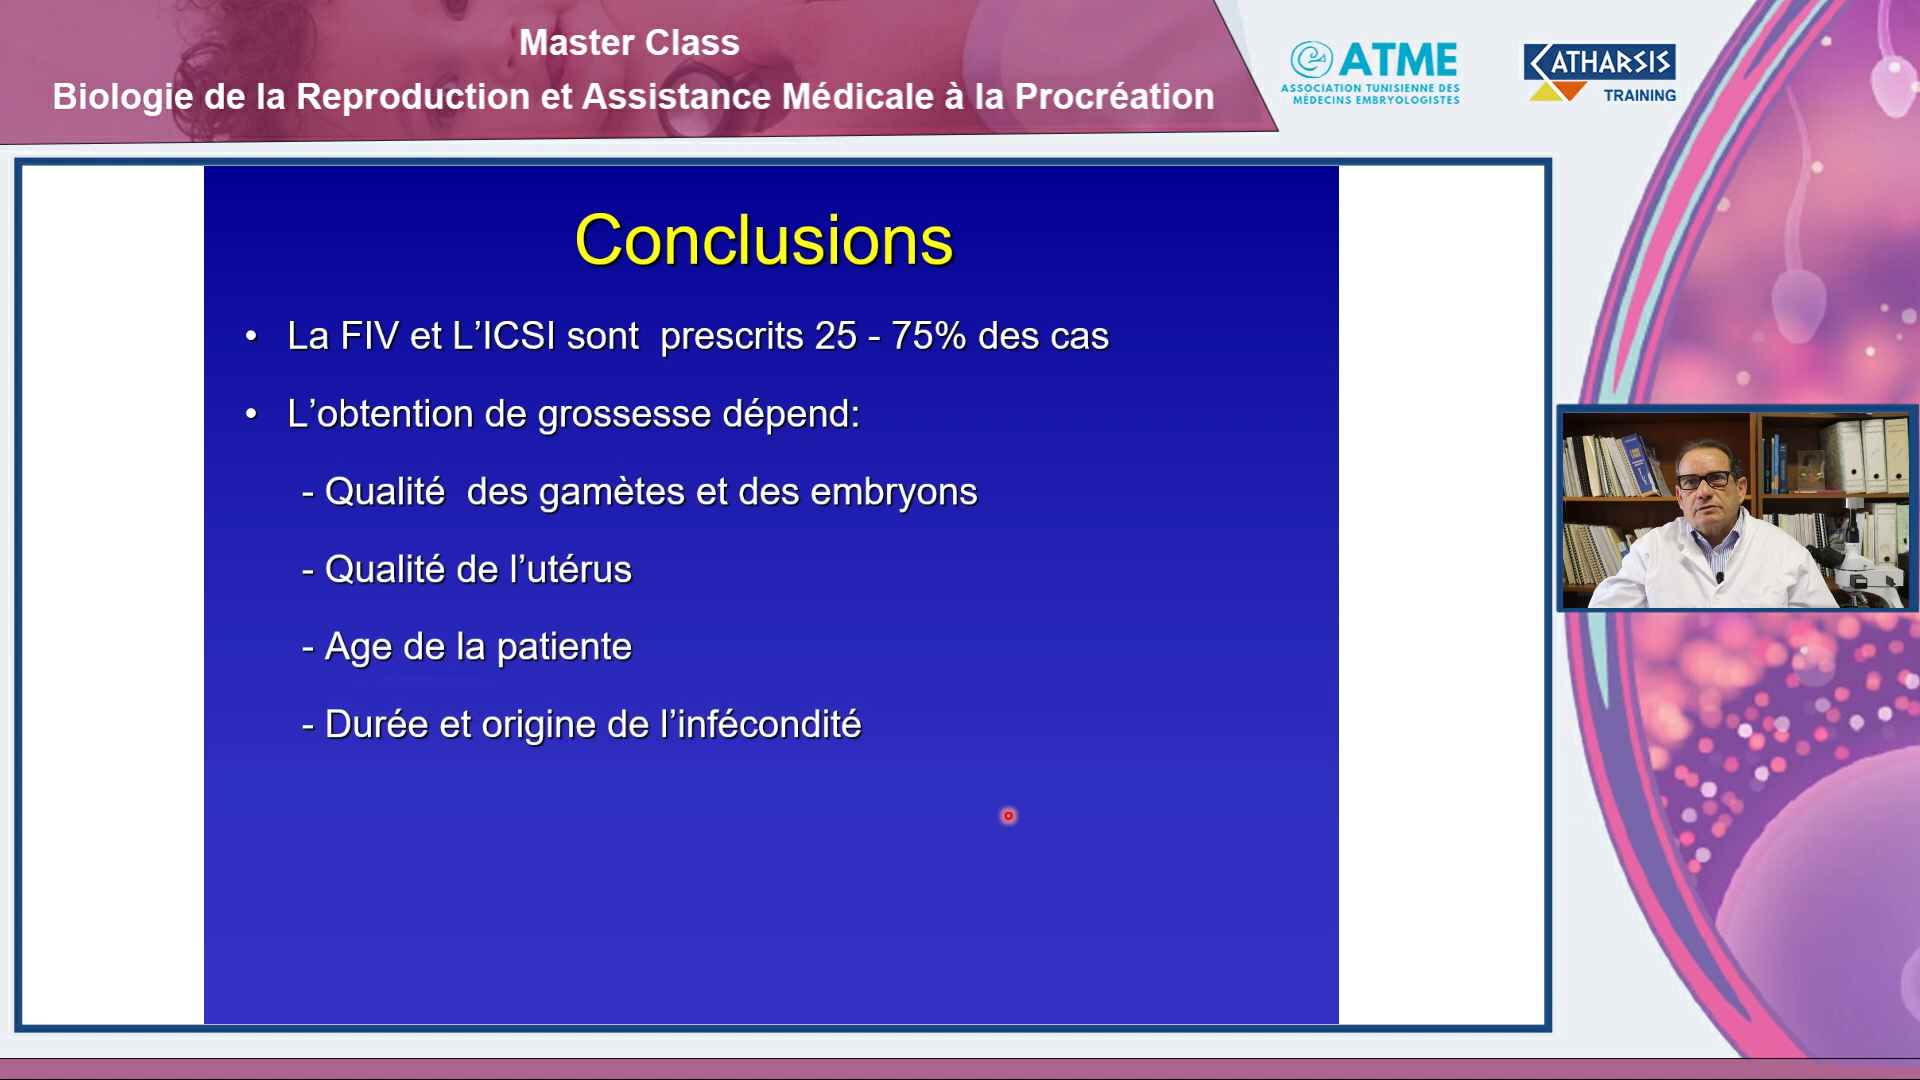 Master Class
Biologie de la Reproduction et Assistance Médicale à la Procréation
ATME
ASSOCIATION TUNISIENNE DES
MÉDECINS EMBRYOLOGISTES
KATHARSIS
TRAINING
Conclusions
• La FIV et L’ICSI sont  prescrits 25 - 75% des cas
• L’obtention de grossesse dépend:
- Qualité  des gamètes et des embryons
- Qualité de l’utérus
- Age de la patiente
- Durée et origine de l’infécondité